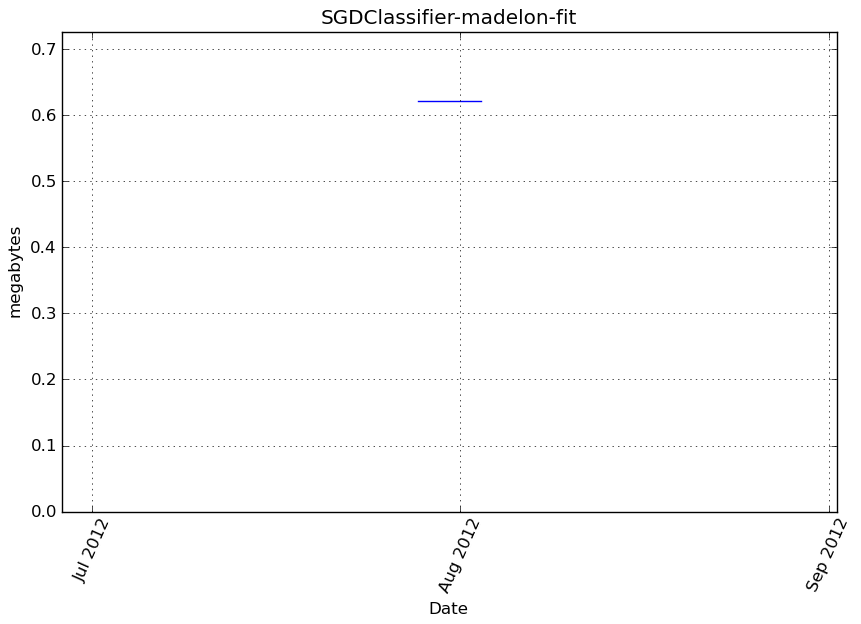 SGDClassifier-madelon-fit
0.7
0.6
0.5
0.4
0.3
0.2
0.1
0.0
megabytes
Jul 2012
Aug 2012
Sep 2012
Date